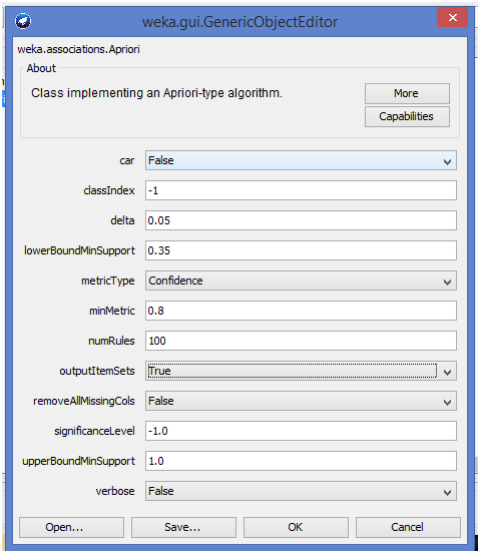 weka.gui.GenericObjectEditor
weka.associations.Apriori
About
Class implementing an Apriori-type algorithm.
More
Capabilities
car False
classIndex -1
delta 0.05
lowerBoundMinSupport 0.35
metricType Confidence
minMetric 0.8
numRules 100
outputItemSets True
removeAllMissingCols False
significanceLevel -1.0
upperBoundMinSupport 1.0
verbose False
Open... Save... OK Cancel